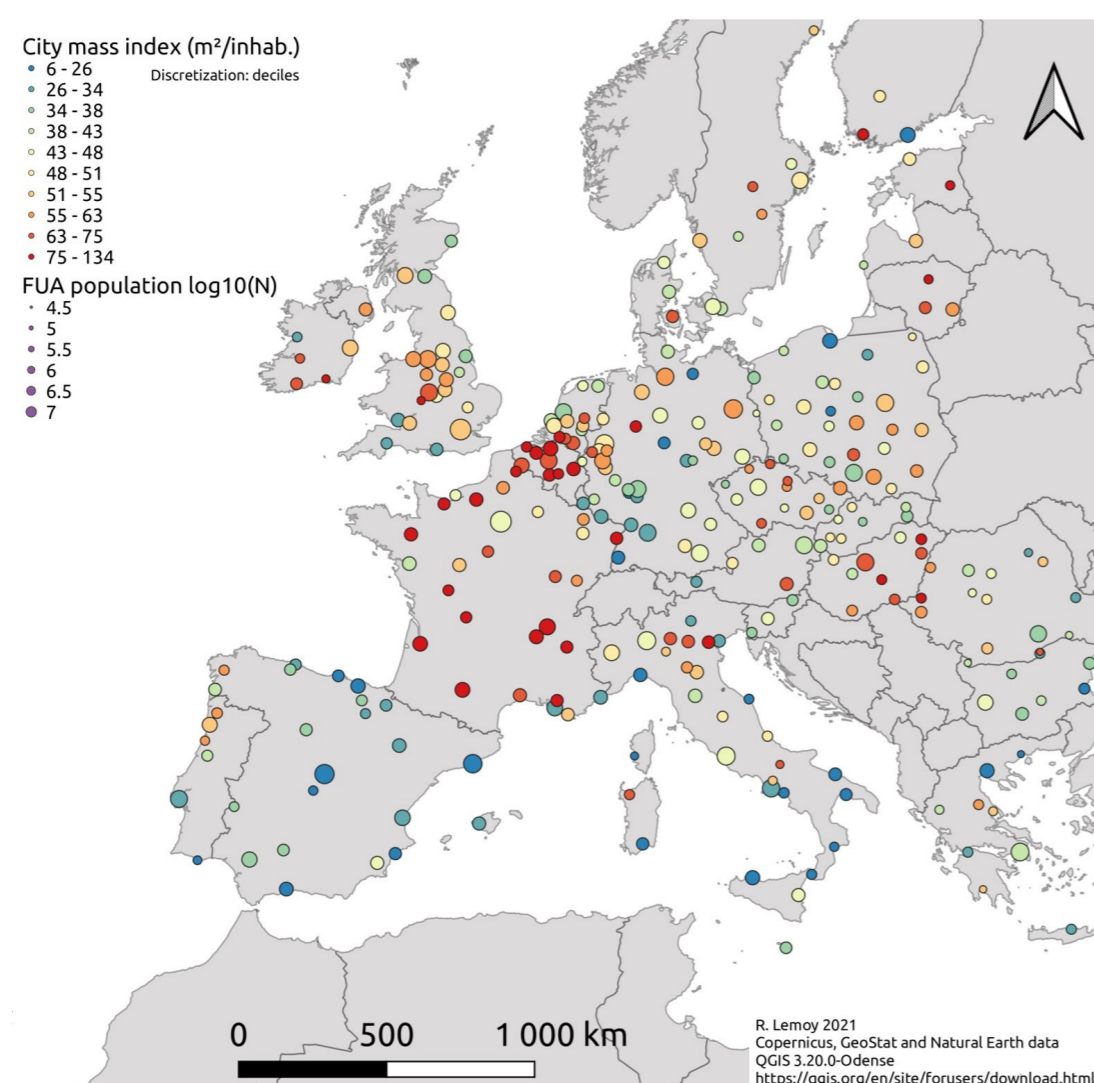 City mass index (m²/inhab.)
6 - 26
Discretization: deciles
26 - 34
34 - 38
38 - 43
43 - 48
48 - 51
51 - 55
55 - 63
63 - 75
75 - 134
FUA population log10(N)
4.5
5
5.5
6
6.5
7
0 500 1 000 km
R. Lemoy 2021
Copernicus, GeoStat and Natural Earth data
QGIS 3.20.0-Odense
https://qgis.org/en/site/forusers/download.html